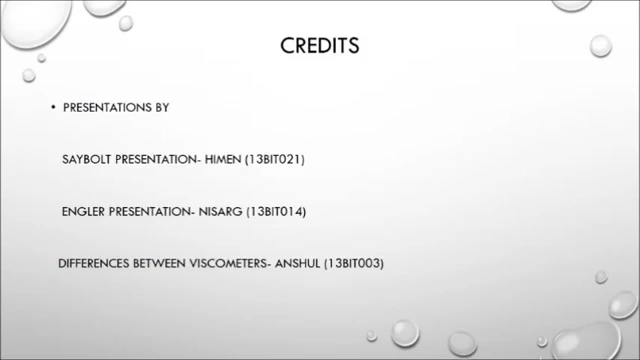 CREDITS
• PRESENTATIONS BY
SAYBOLT PRESENTATION- HIMEN (13BIT021)
ENGLER PRESENTATION- NISARG (13BIT014)
DIFFERENCES BETWEEN VISCOMETERS- ANSHUL (13BIT003)